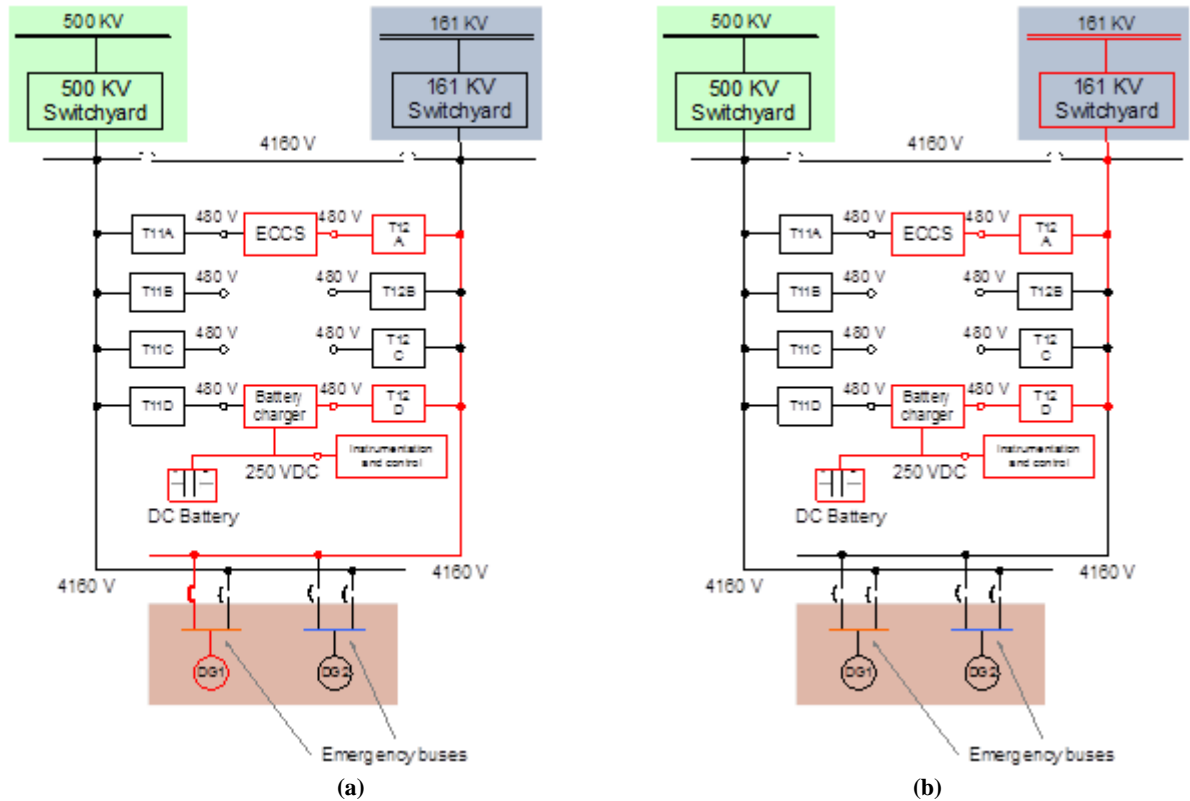 500 KV
161 KV
500 KV
Switchyard
161 KV
Switchyard
4160 V
T11A
480 V
ECCS
480 V
T12
A
T11B
480 V
480 V
T12B
T11C
480 V
480 V
T12
C
T11D
480 V
Battery
charger
480 V
T12
D
Instrumentation
and control
250 VDC
DC Battery
4160 V
4160 V
DG1
DG2
Emergency buses
(a)
500 KV
161 KV
500 KV
Switchyard
161 KV
Switchyard
4160 V
T11A
480 V
ECCS
480 V
T12
A
T11B
480 V
480 V
T12B
T11C
480 V
480 V
T12
C
T11D
480 V
Battery
charger
480 V
T12
D
Instrumentation
and control
250 VDC
DC Battery
4160 V
4160 V
DG1
DG2
Emergency buses
(b)